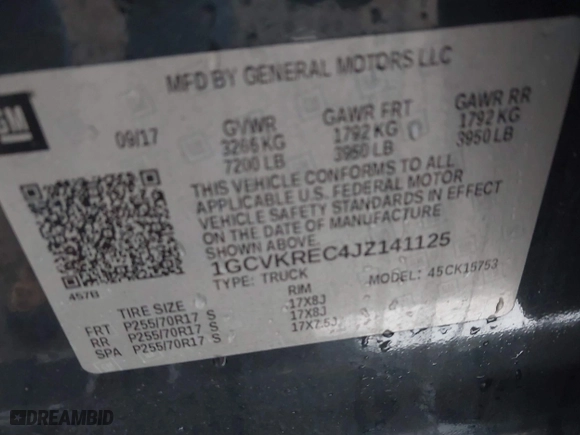 GM
MFD BY GENERAL MOTORS LLC
09/17
GVWR GAWR FRT GAWR RR
3266 KG 1792 KG 1792 KG
7200 LB 3950 LB 3950 LB
THIS VEHICLE CONFORMS TO ALL
APPLICABLE U.S. FEDERAL MOTOR
VEHICLE SAFETY STANDARDS IN EFFECT
ON THE DATE OF MANUFACTURE
SHOWN ABOVE.
1GCVKREC4JZ141125
457B TYPE: TRUCK MODEL: 45CK15753
TIRE SIZE RIM
FRT P255/70R17 S 17X8J
RR P255/70R17 S 17X8J
SPA P255/70R17 S 17X7.5J
DREAMBID